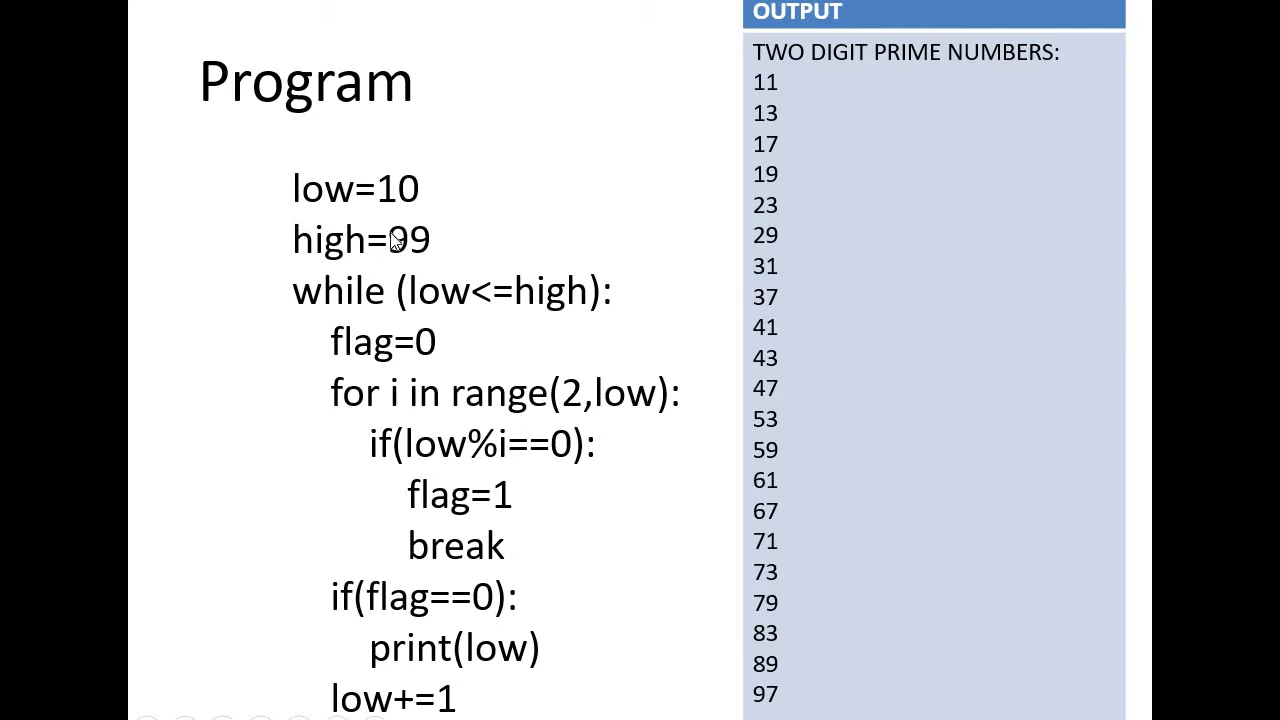 Program
low=10
high=99
while (low<=high):
flag=0
for i in range(2,low):
if(low%i==0):
flag=1
break
if(flag==0):
print(low)
low+=1
OUTPUT
TWO DIGIT PRIME NUMBERS:
11
13
17
19
23
29
31
37
41
43
47
53
59
61
67
71
73
79
83
89
97